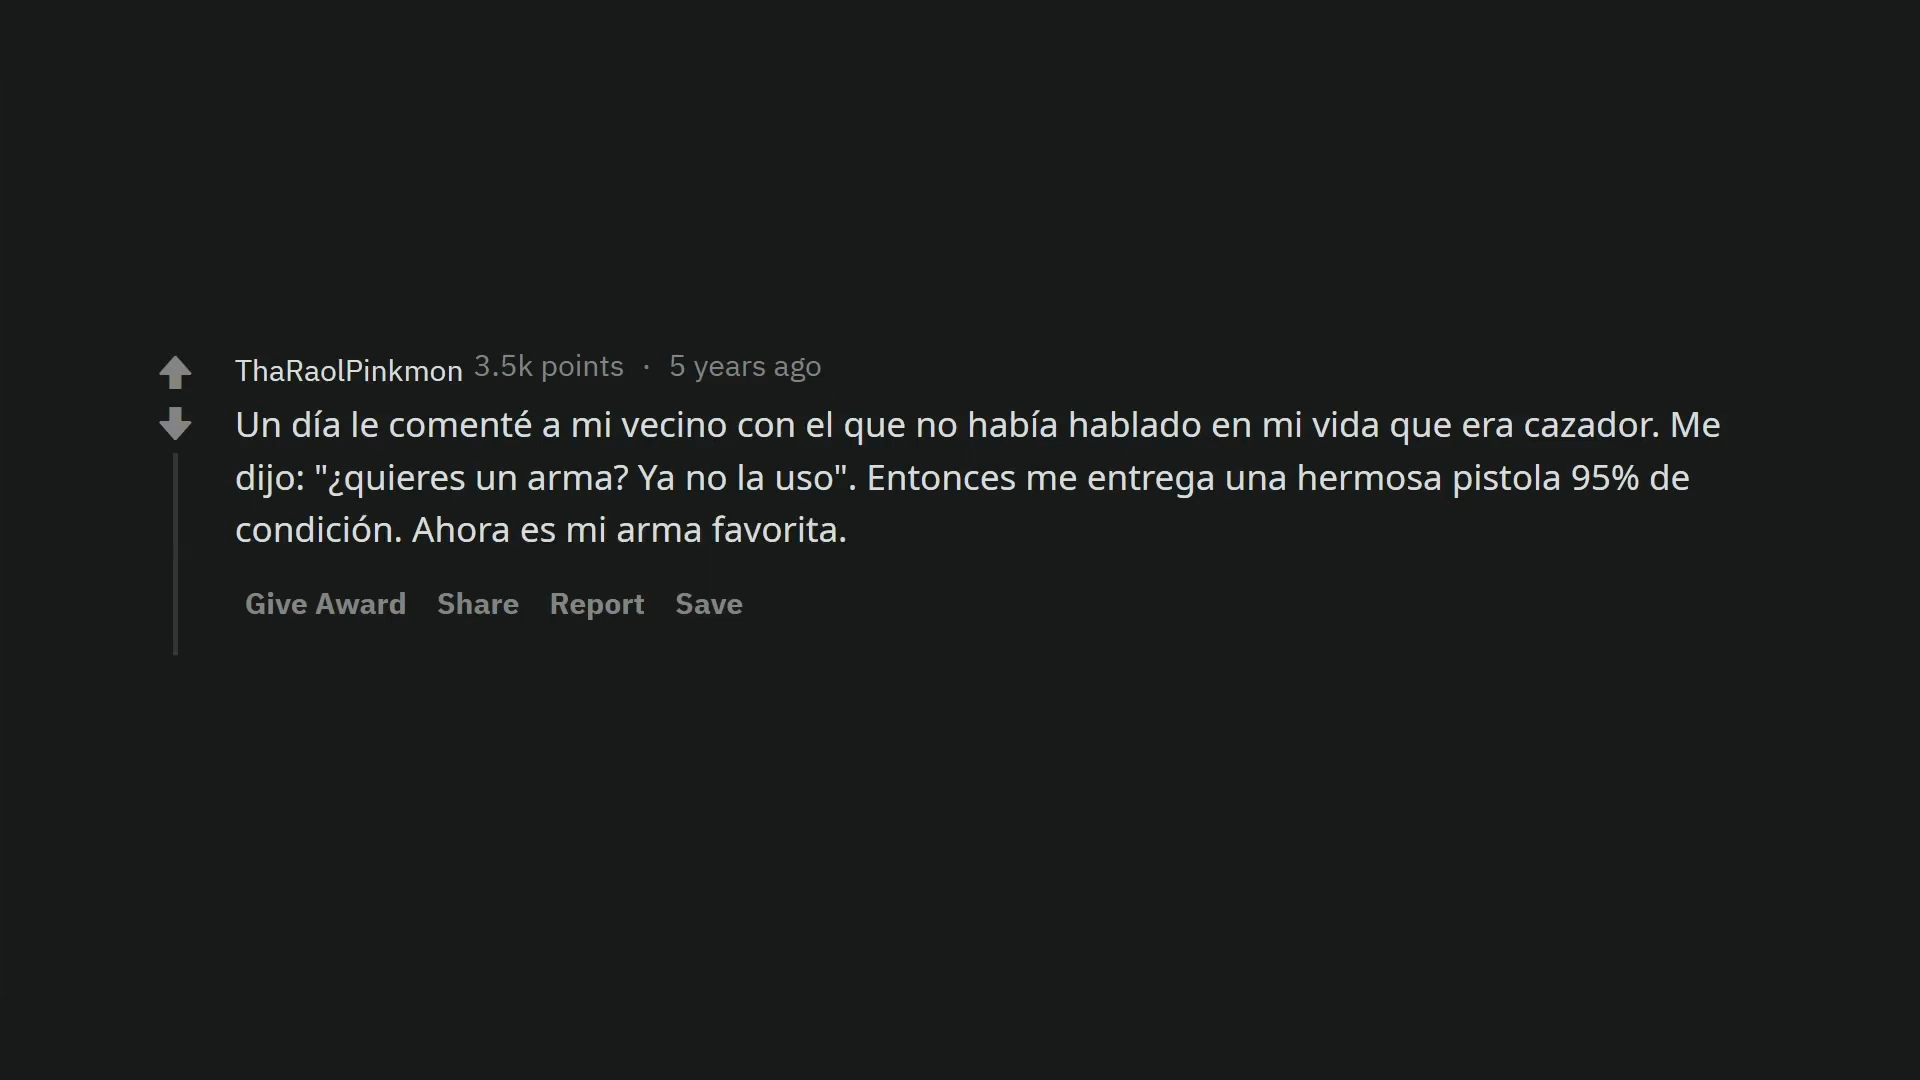 ThaRaolPinkmon 3.5k points · 5 years ago
Un día le comenté a mi vecino con el que no había hablado en mi vida que era cazador. Me
dijo: "¿quieres un arma? Ya no la uso". Entonces me entrega una hermosa pistola 95% de
condición. Ahora es mi arma favorita.
Give Award Share Report Save